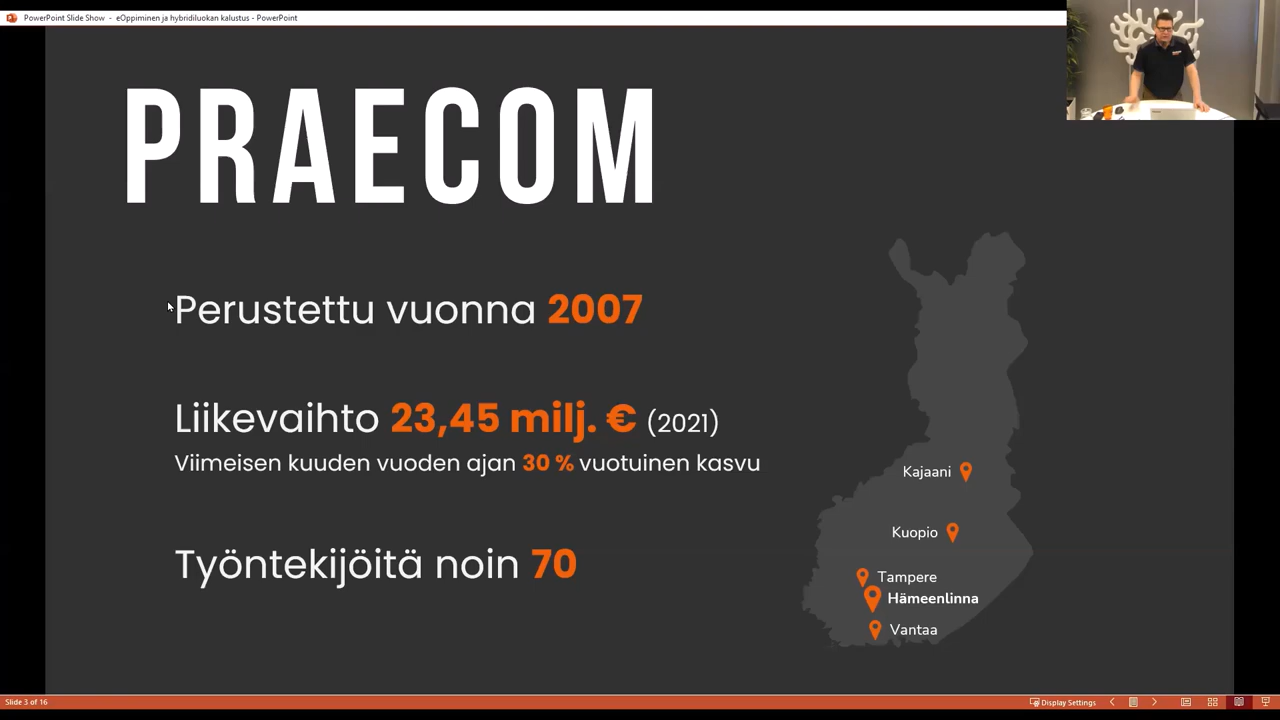 PowerPoint Slide Show - eOppiminen ja hybridiluokan kalustus - PowerPoint
PRAECOM
Perustettu vuonna 2007
Liikevaihto 23,45 milj. € (2021)
Viimeisen kuuden vuoden ajan 30 % vuotuinen kasvu
Työntekijöitä noin 70
Kajaani
Kuopio
Tampere
Hämeenlinna
Vantaa
Slide 3 of 16
Display Settings